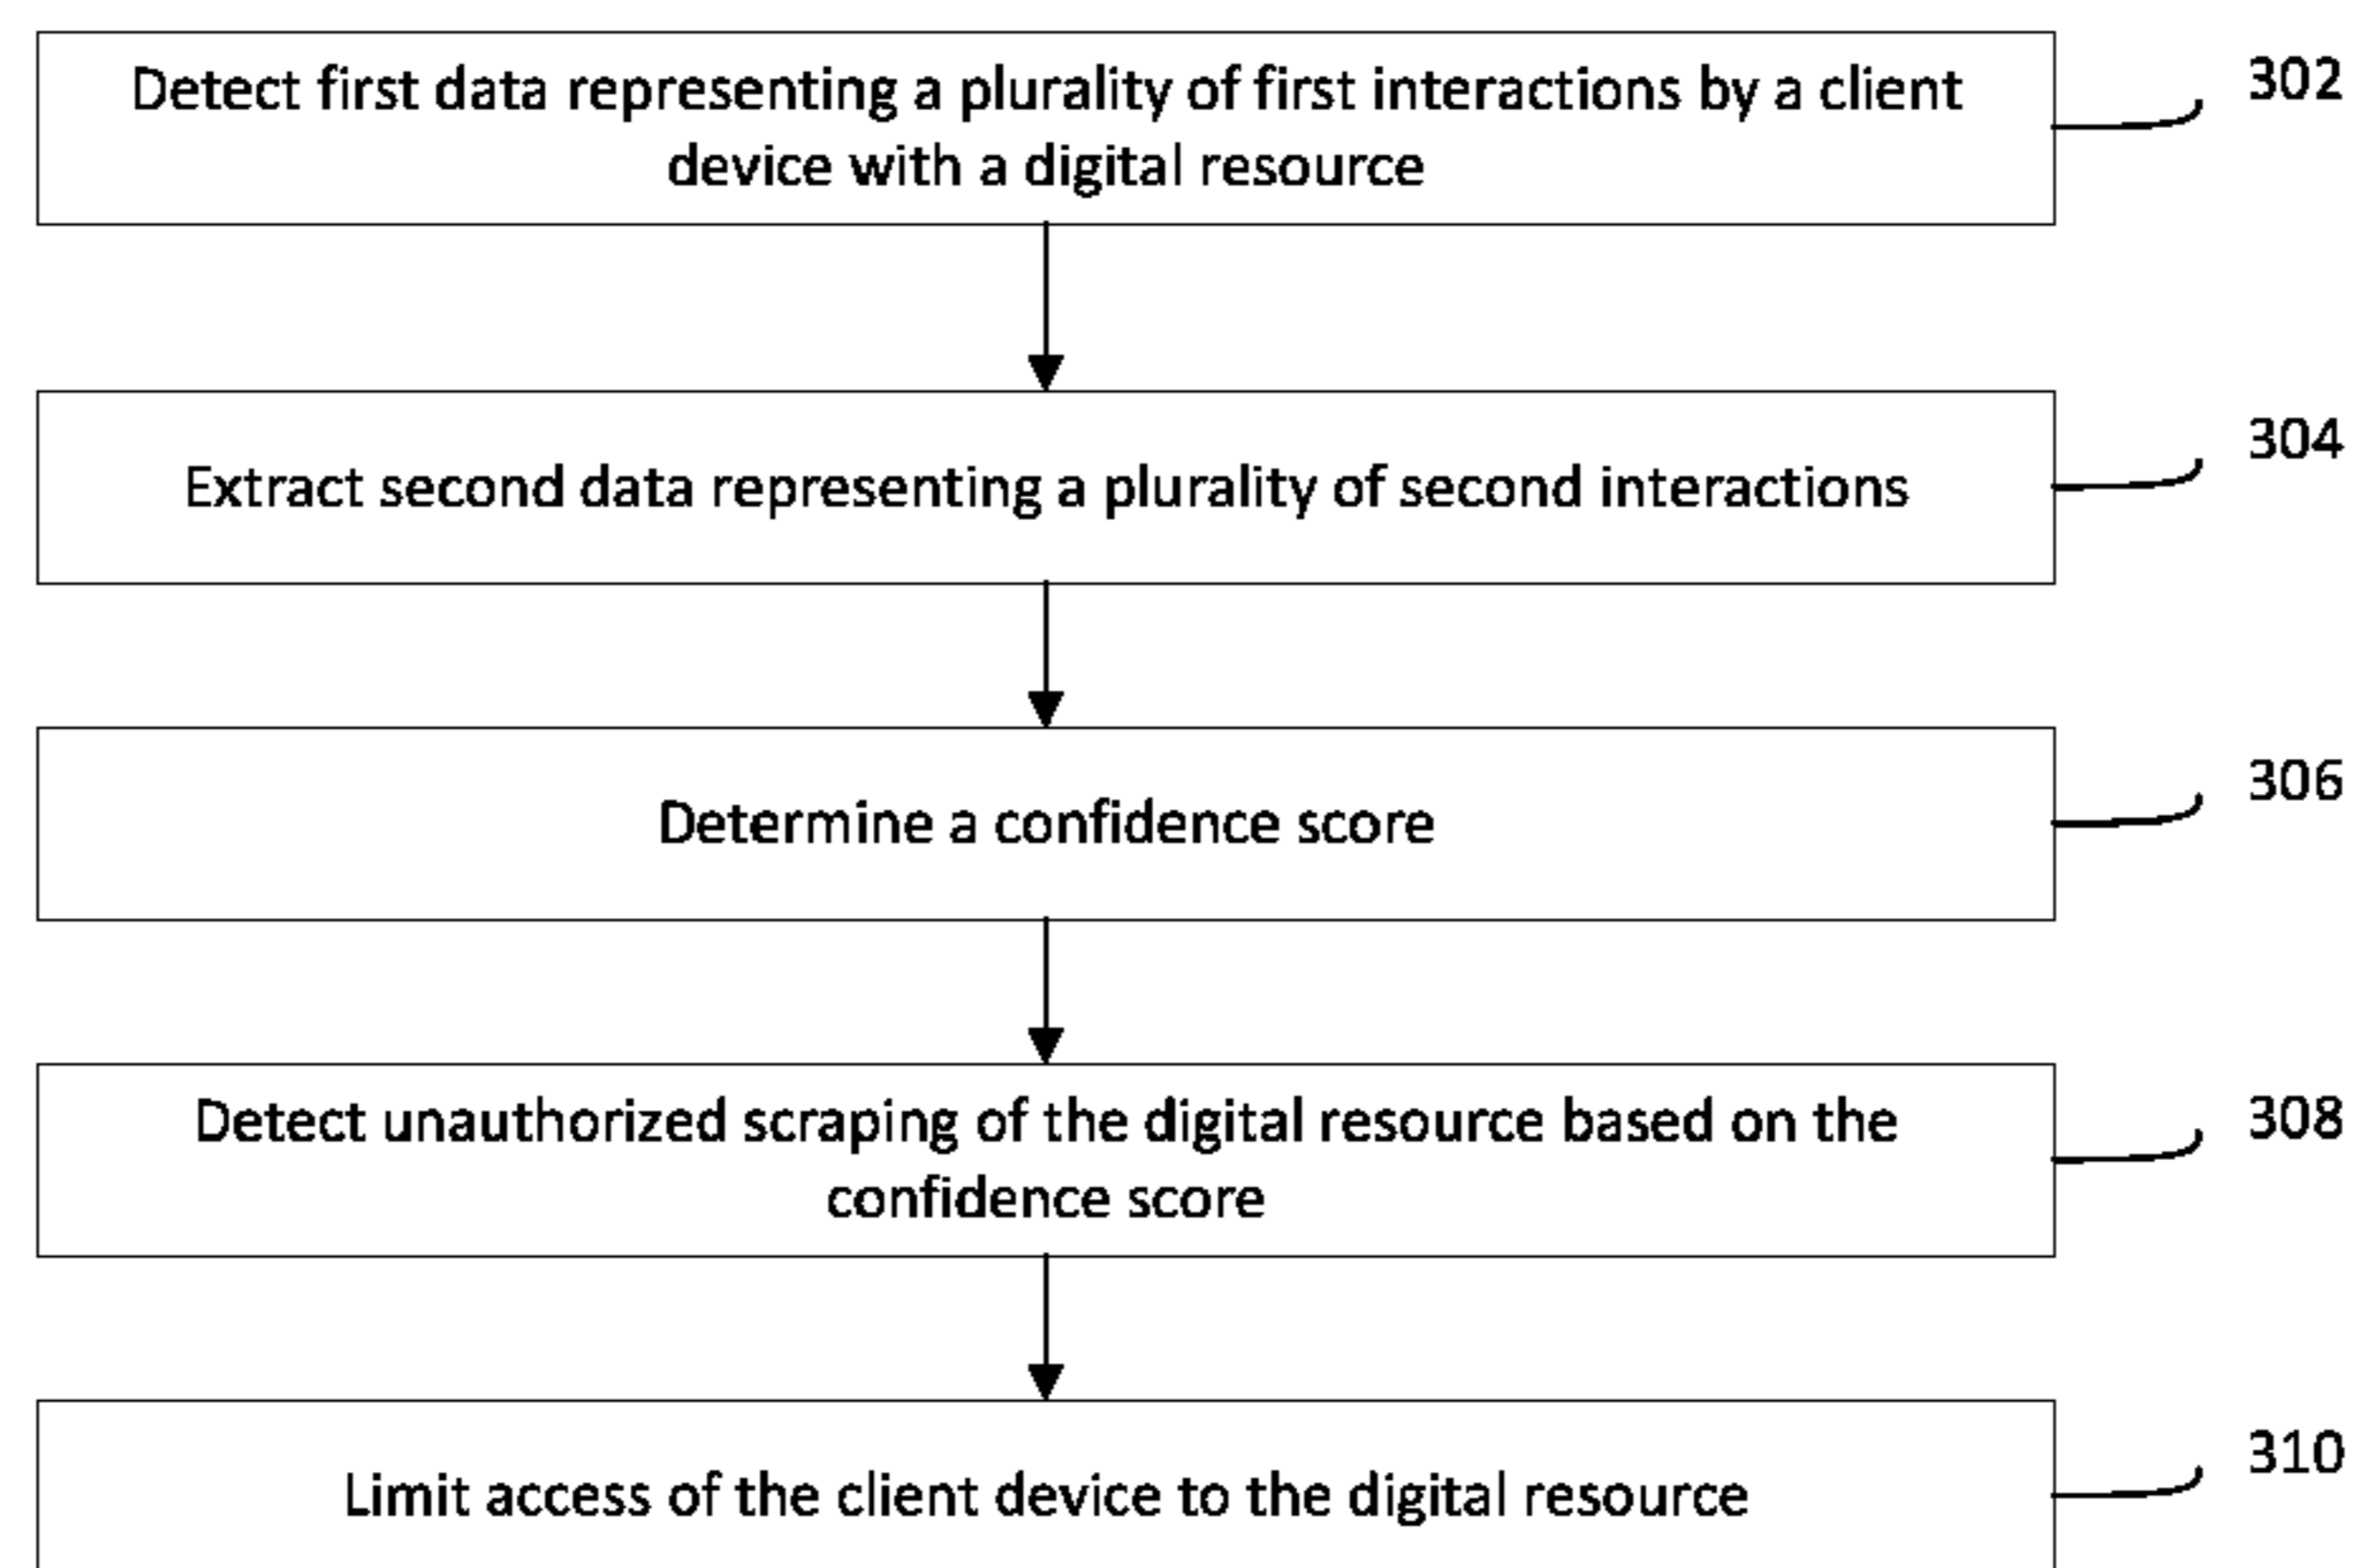 Detect first data representing a plurality of first interactions by a client
device with a digital resource
302
Extract second data representing a plurality of second interactions
304
Determine a confidence score
306
Detect unauthorized scraping of the digital resource based on the
confidence score
308
Limit access of the client device to the digital resource
310